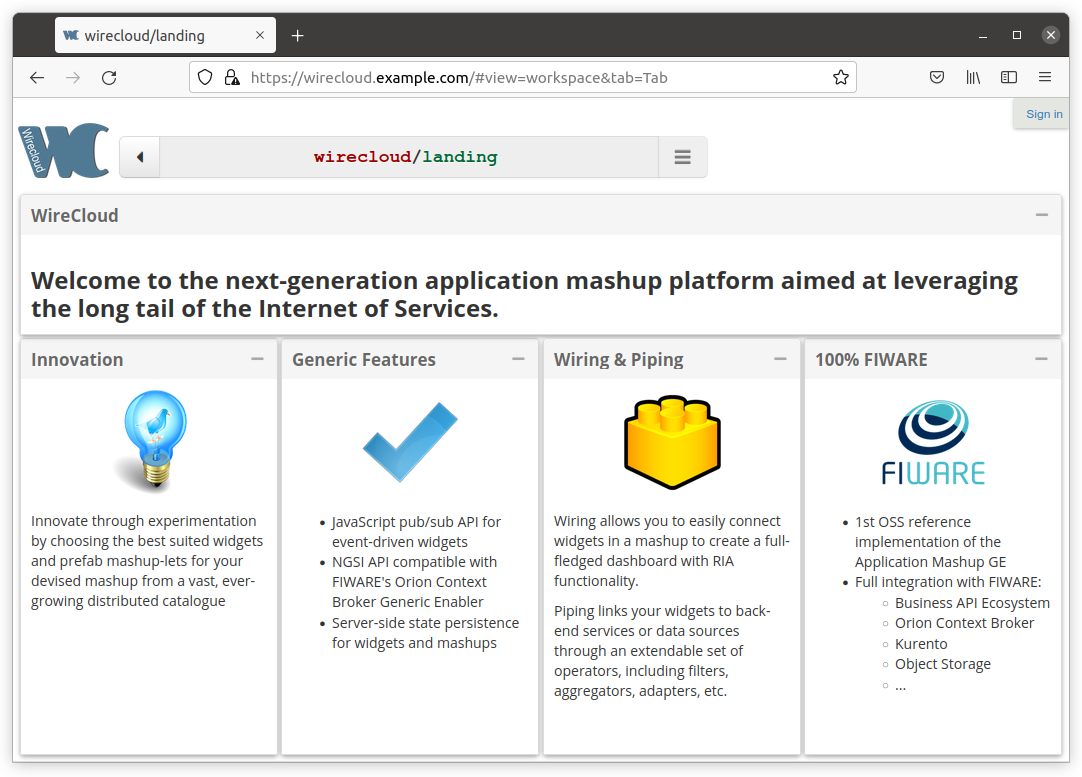 wirecloud/landing
https://wirecloud.example.com/#view=workspace&tab=Tab
Sign in
WC
Wirecloud
wirecloud/landing
WireCloud
Welcome to the next-generation application mashup platform aimed at leveraging
the long tail of the Internet of Services.
Innovation
Innovate through experimentation
by choosing the best suited widgets
and prefab mashup-lets for your
devised mashup from a vast, ever-
growing distributed catalogue
Generic Features
• JavaScript pub/sub API for
event-driven widgets
• NGSI API compatible with
FIWARE's Orion Context
Broker Generic Enabler
• Server-side state persistence
for widgets and mashups
Wiring & Piping
Wiring allows you to easily connect
widgets in a mashup to create a full-
fledged dashboard with RIA
functionality.
Piping links your widgets to back-
end services or data sources
through an extendable set of
operators, including filters,
aggregators, adapters, etc.
100% FIWARE
FIWARE
• 1st OSS reference
implementation of the
Application Mashup GE
• Full integration with FIWARE:
○ Business API Ecosystem
○ Orion Context Broker
○ Kurento
○ Object Storage
○ ...